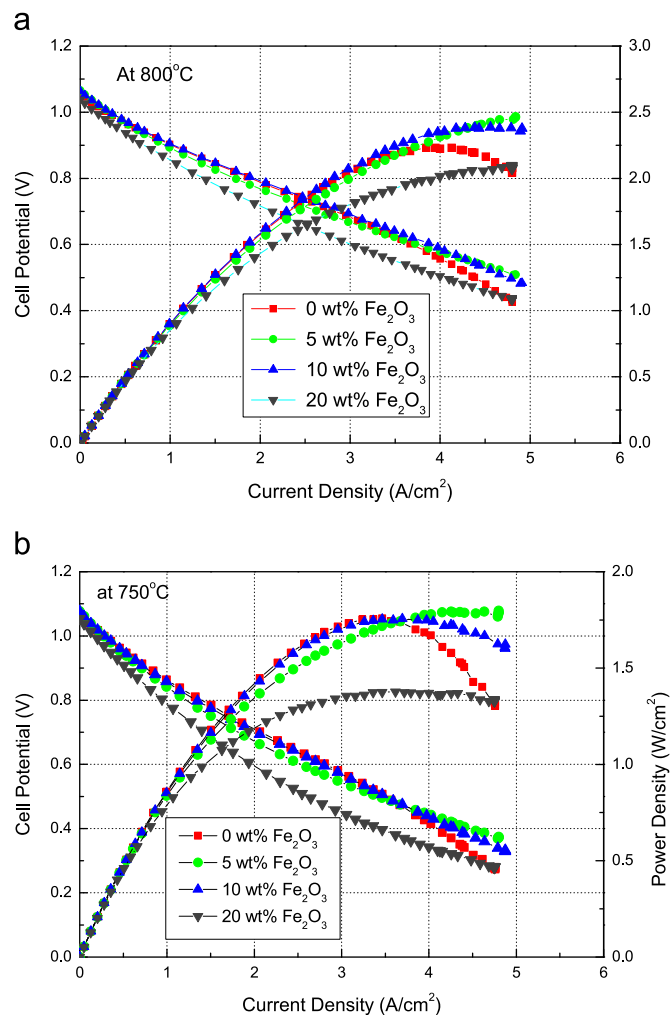 a
At 800°C
1.2
1.0
0.8
0.6
0.4
0.2
0.0
Cell Potential (V)
3.0
2.5
2.0
1.5
1.0
0.5
0.0
0 wt% Fe₂O₃
5 wt% Fe₂O₃
10 wt% Fe₂O₃
20 wt% Fe₂O₃
0 1 2 3 4 5 6
Current Density (A/cm²)
b
at 750°C
1.2
1.0
0.8
0.6
0.4
0.2
0.0
Cell Potential (V)
2.0
1.5
1.0
0.5
0.0
Power Density (W/cm²)
0 wt% Fe₂O₃
5 wt% Fe₂O₃
10 wt% Fe₂O₃
20 wt% Fe₂O₃
0 1 2 3 4 5 6
Current Density (A/cm²)